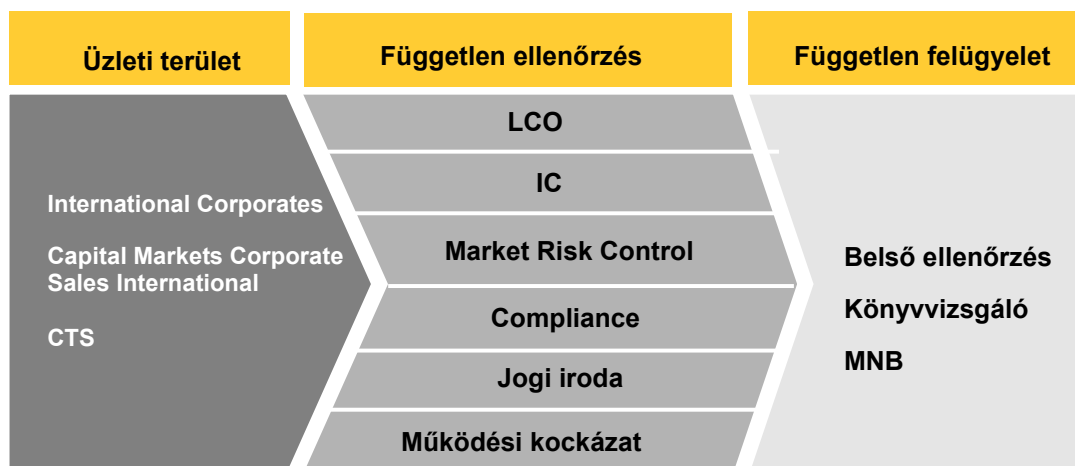 Üzleti terület
Független ellenőrzés
Független felügyelet
International Corporates
Capital Markets Corporate
Sales International
CTS
LCO
IC
Market Risk Control
Compliance
Jogi iroda
Működési kockázat
Belső ellenőrzés
Könyvvizsgáló
MNB